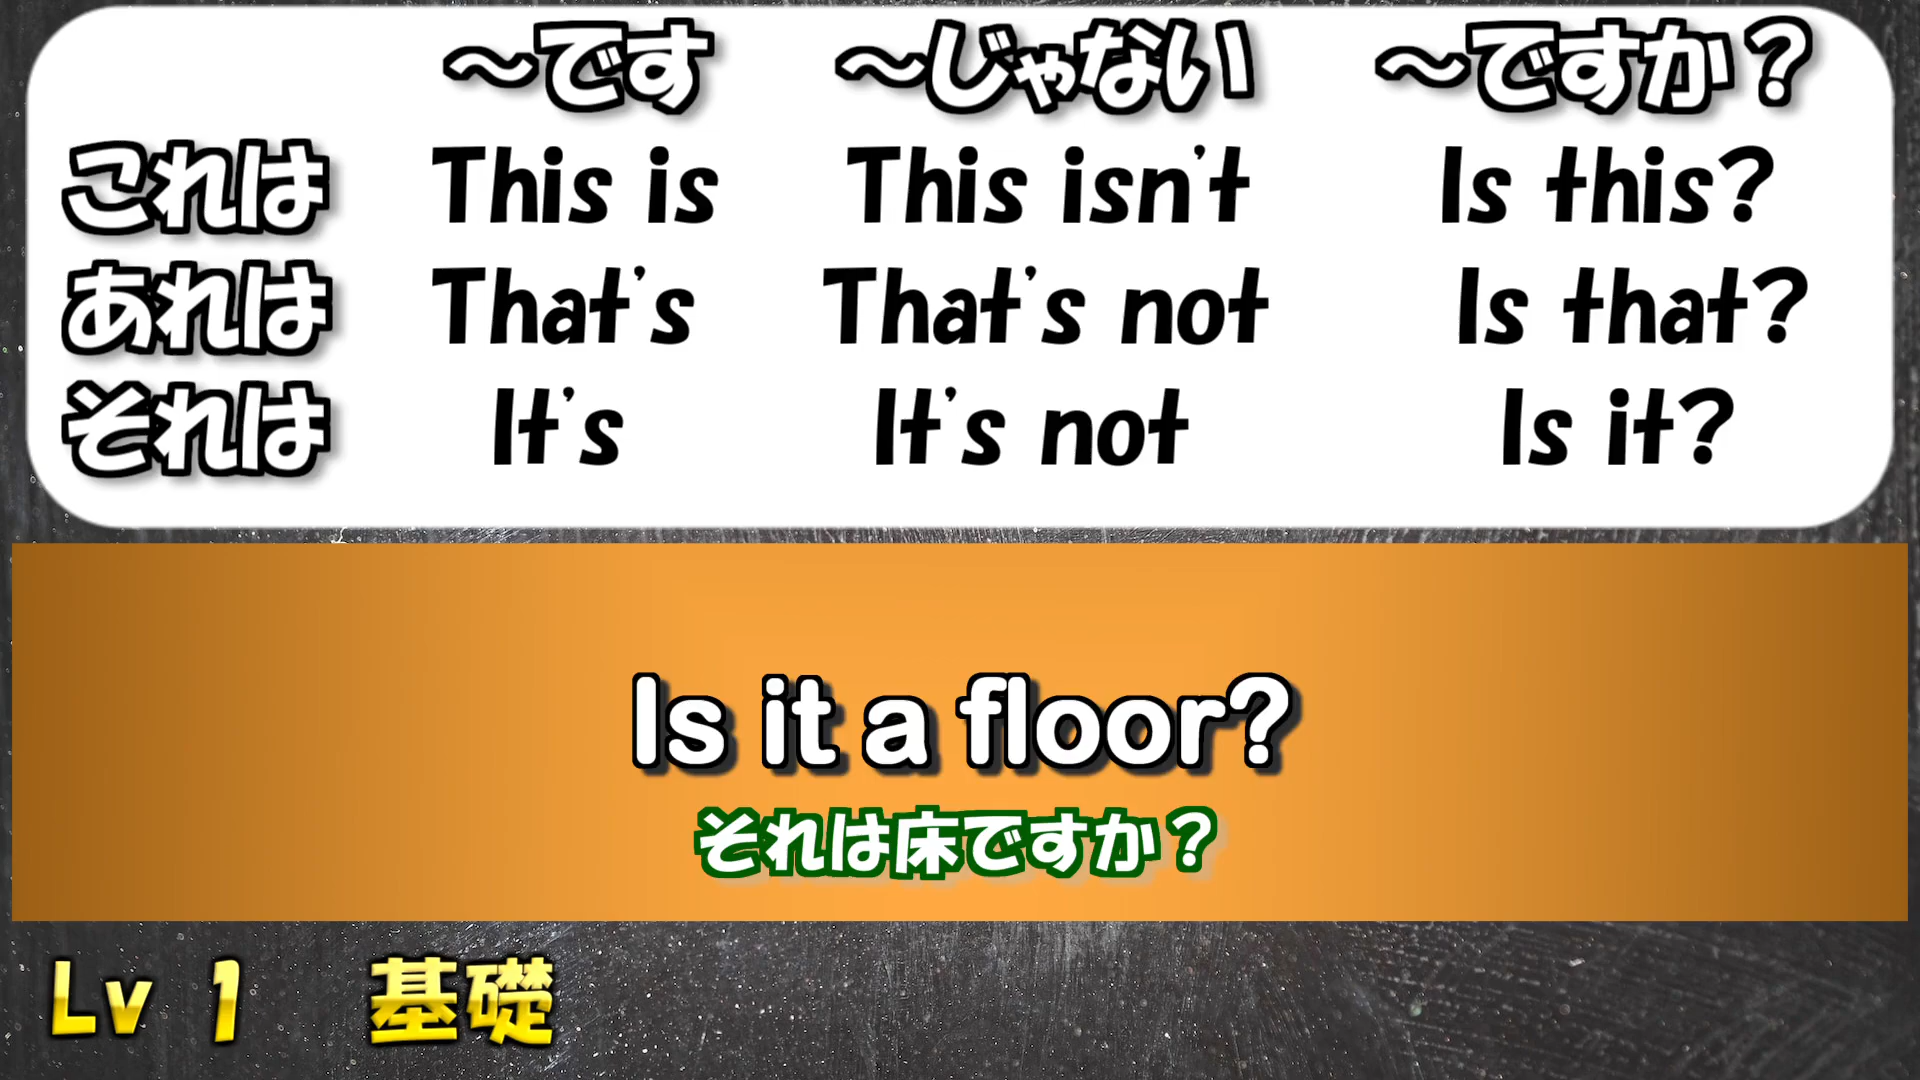 ～です ～じゃない ～ですか？
これは This is This isn't Is this?
あれは That's That's not Is that?
それは It's It's not Is it?
Is it a floor?
それは床ですか？
Lv 1 基礎